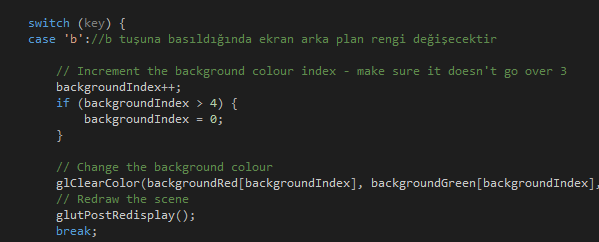 switch (key) {
case 'b'://b tuşuna basıldığında ekran arka plan rengi değişecektir
// Increment the background colour index - make sure it doesn't go over 3
backgroundIndex++;
if (backgroundIndex > 4) {
backgroundIndex = 0;
}
// Change the background colour
glClearColor(backgroundRed[backgroundIndex], backgroundGreen[backgroundIndex],
// Redraw the scene
glutPostRedisplay();
break;